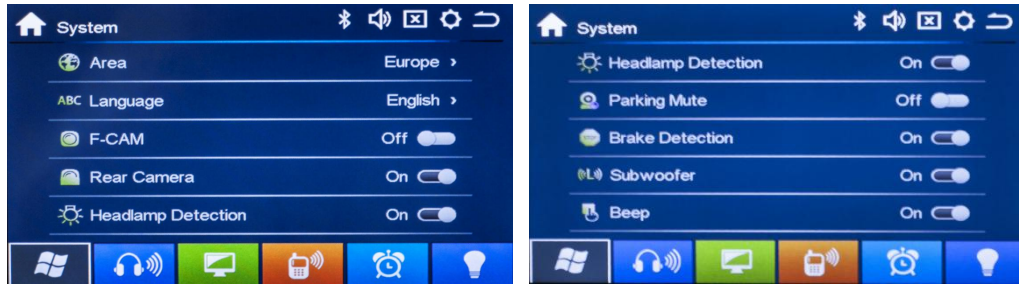 System
Area Europe ›
ABC Language English ›
F-CAM Off
Rear Camera On
Headlamp Detection On
System
Headlamp Detection On
Parking Mute Off
Brake Detection On
Subwoofer On
Beep On